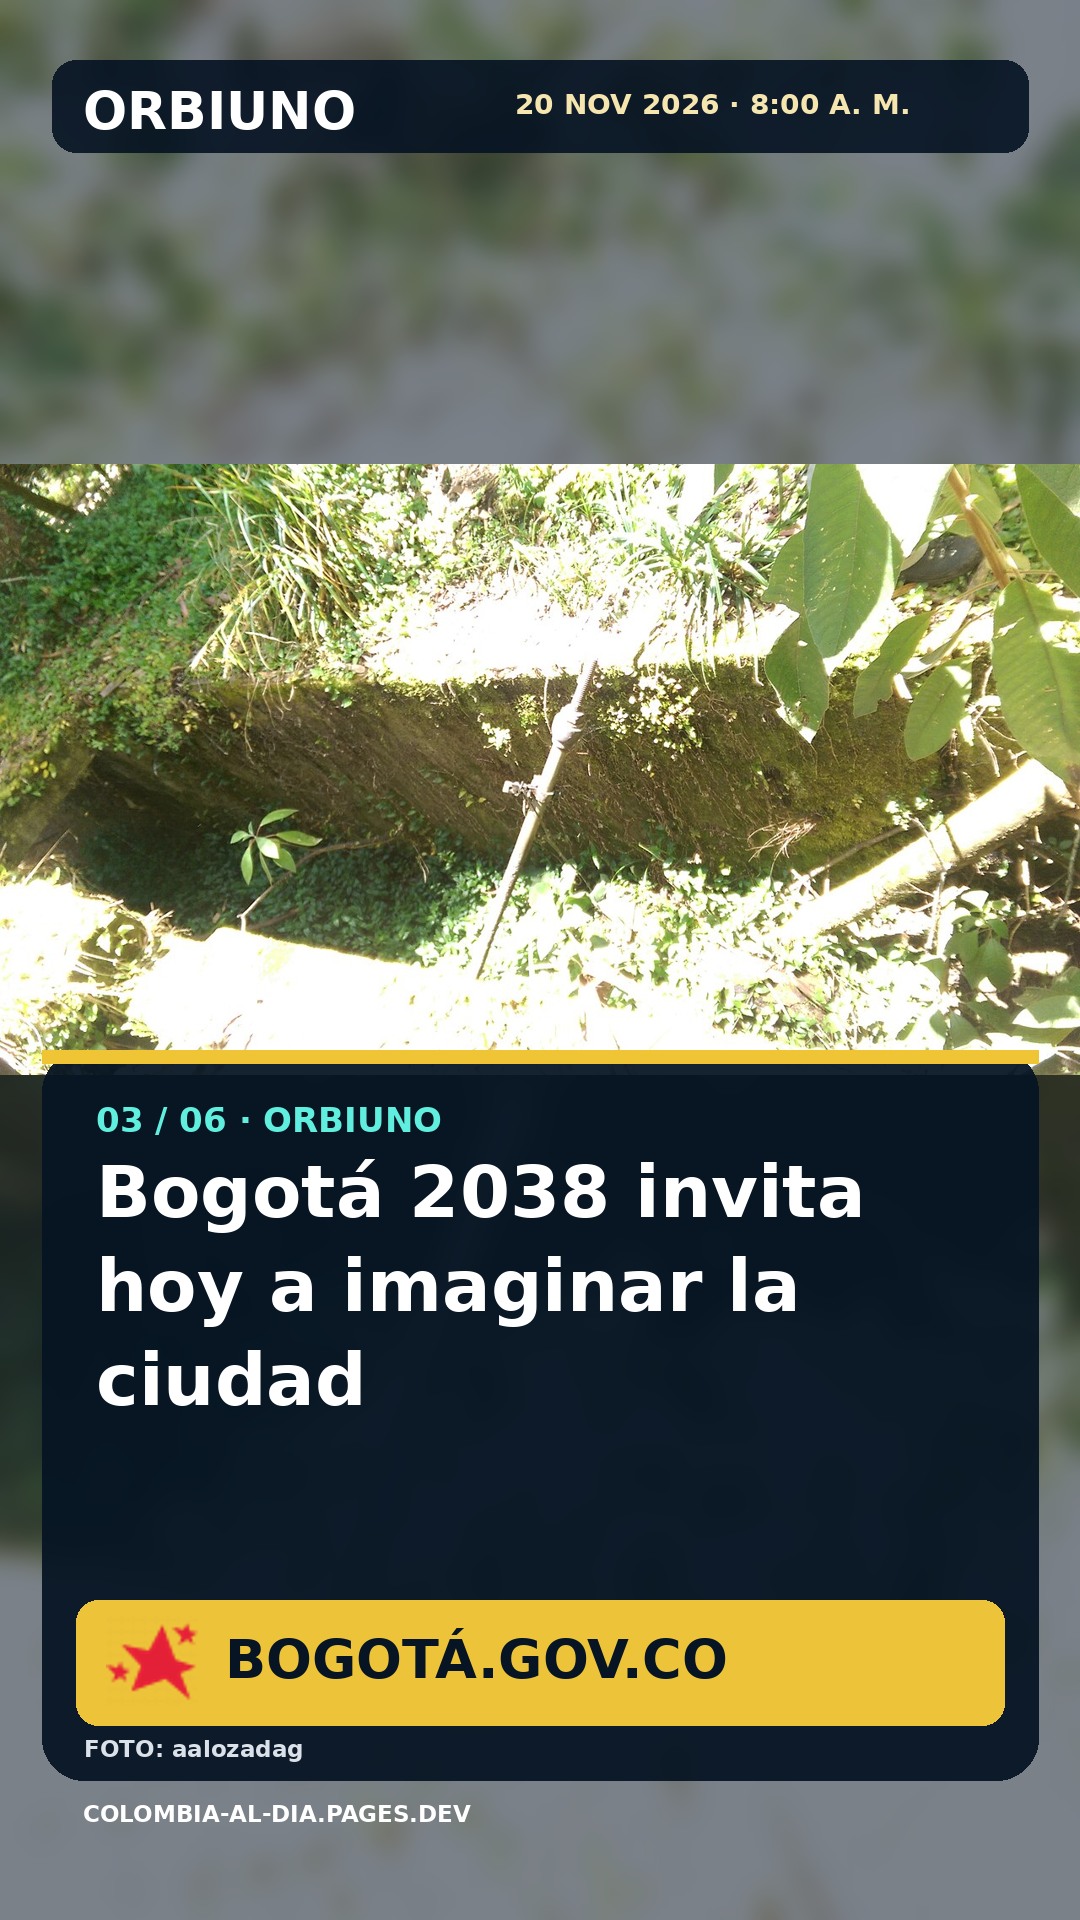 ORBIUNO
20 NOV 2026 · 8:00 A. M.
03 / 06 · ORBIUNO
Bogotá 2038 invita
hoy a imaginar la
ciudad
BOGOTÁ.GOV.CO
FOTO: aalozadag
COLOMBIA-AL-DIA.PAGES.DEV